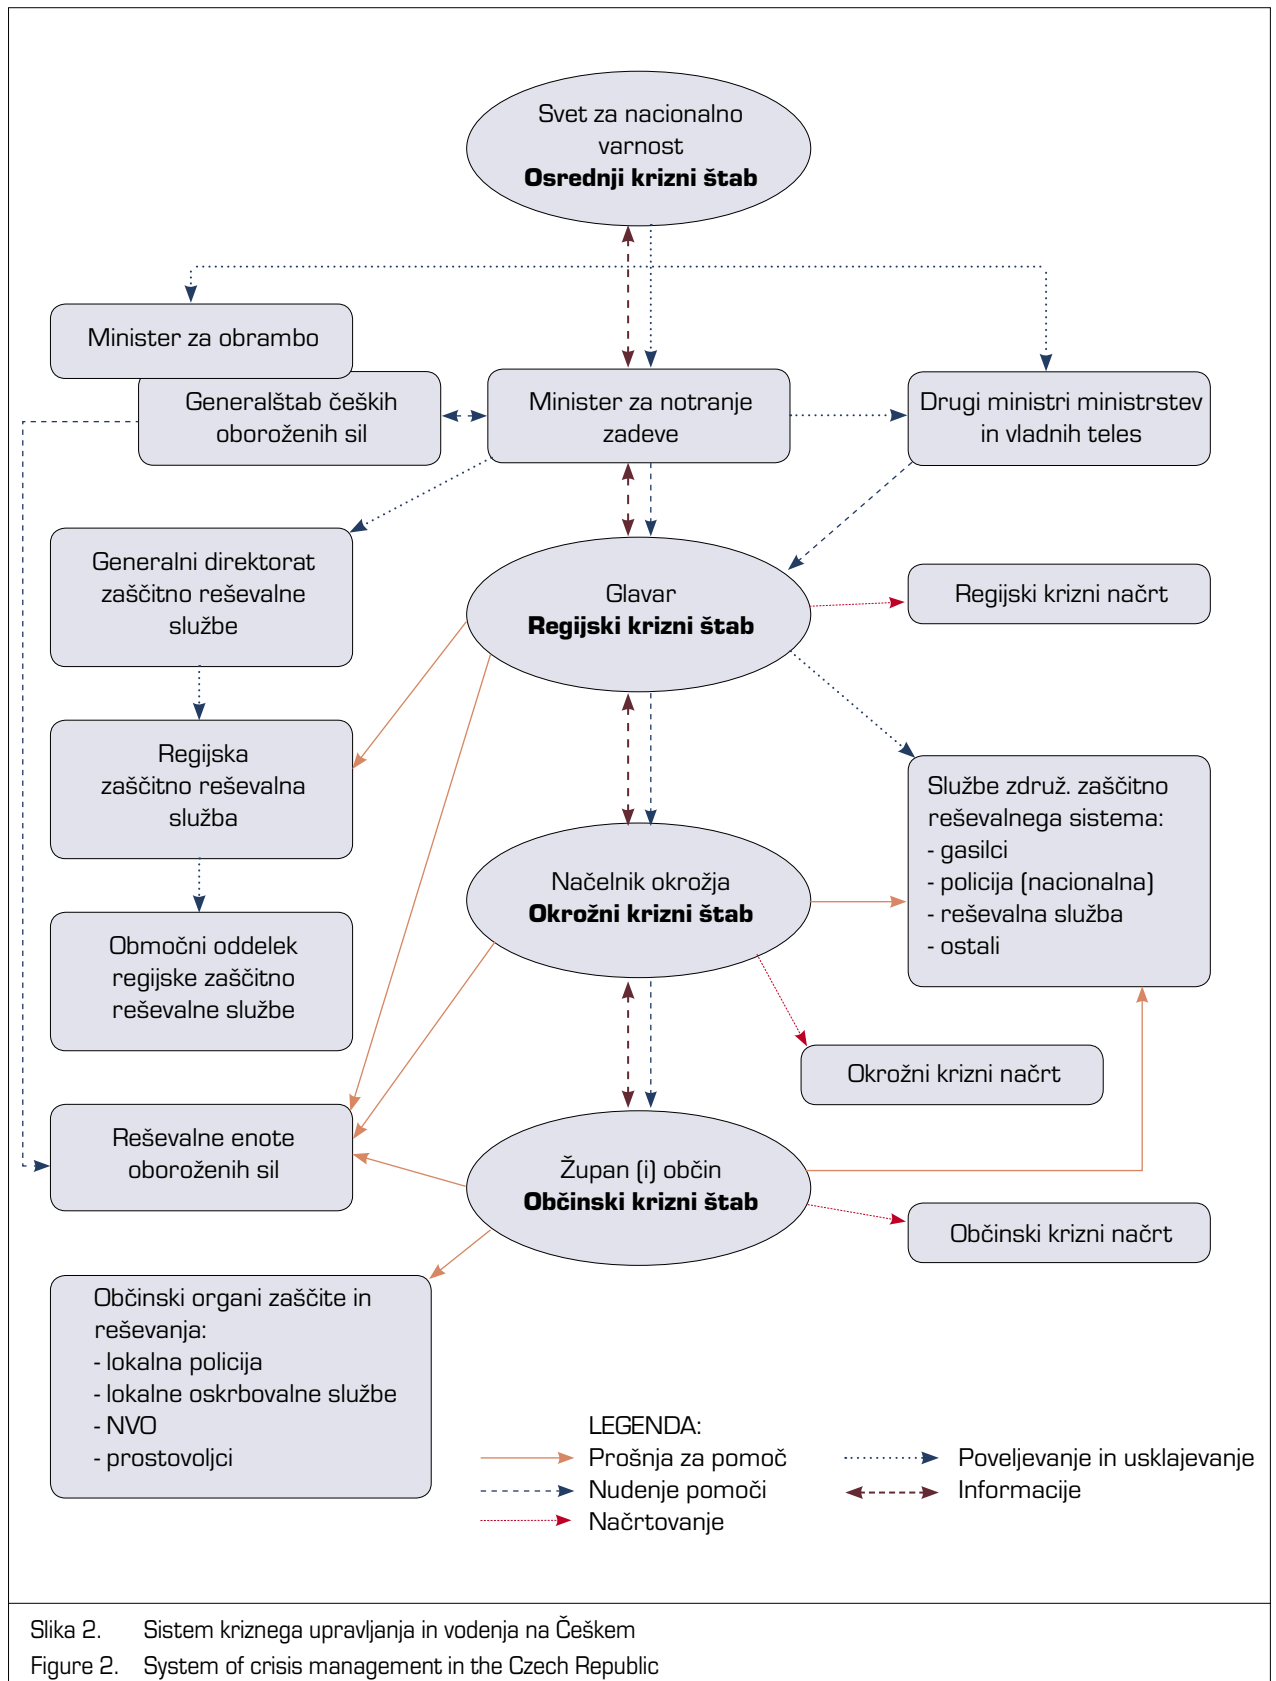 Svet za nacionalno
varnost
Osrednji krizni štab
Minister za obrambo
Generalštab čeških
oboroženih sil
Minister za notranje
zadeve
Drugi ministri ministrstev
in vladnih teles
Generalni direktorat
zaščitno reševalne
službe
Glavar
Regijski krizni štab
Regijski krizni načrt
Regijska
zaščitno reševalna
služba
Službe združ. zaščitno
reševalnega sistema:
- gasilci
- policija (nacionalna)
- reševalna služba
- ostali
Načelnik okrožja
Okrožni krizni štab
Območni oddelek
regijske zaščitno
reševalne službe
Okrožni krizni načrt
Reševalne enote
oboroženih sil
Župan (i) občin
Občinski krizni štab
Občinski krizni načrt
Občinski organi zaščite in
reševanja:
- lokalna policija
- lokalne oskrbovalne službe
- NVO
- prostovoljci
LEGENDA:
Prošnja za pomoč
Nudenje pomoči
Načrtovanje
Poveljevanje in usklajevanje
Informacije
Slika 2. Sistem kriznega upravljanja in vodenja na Češkem
Figure 2. System of crisis management in the Czech Republic